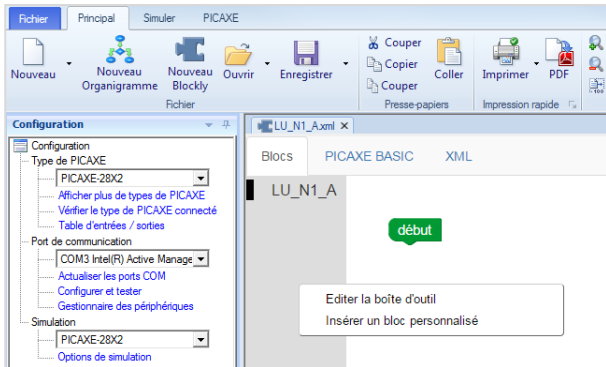 Fichier Principal Simuler PICAXE
Nouveau
Nouveau Organigramme
Nouveau Blockly
Ouvrir
Enregistrer
Fichier
Couper
Copier
Couper
Coller
Presse-papiers
Imprimer
PDF
Impression rapide
Configuration
Configuration
Type de PICAXE
PICAXE-28X2
Afficher plus de types de PICAXE
Vérifier le type de PICAXE connecté
Table d'entrées / sorties
Port de communication
COM3 Intel(R) Active Manage
Actualiser les ports COM
Configurer et tester
Gestionnaire des périphériques
Simulation
PICAXE-28X2
Options de simulation
LU_N1_A.xml ×
Blocs PICAXE BASIC XML
LU_N1_A
début
Editer la boîte d'outil
Insérer un bloc personnalisé